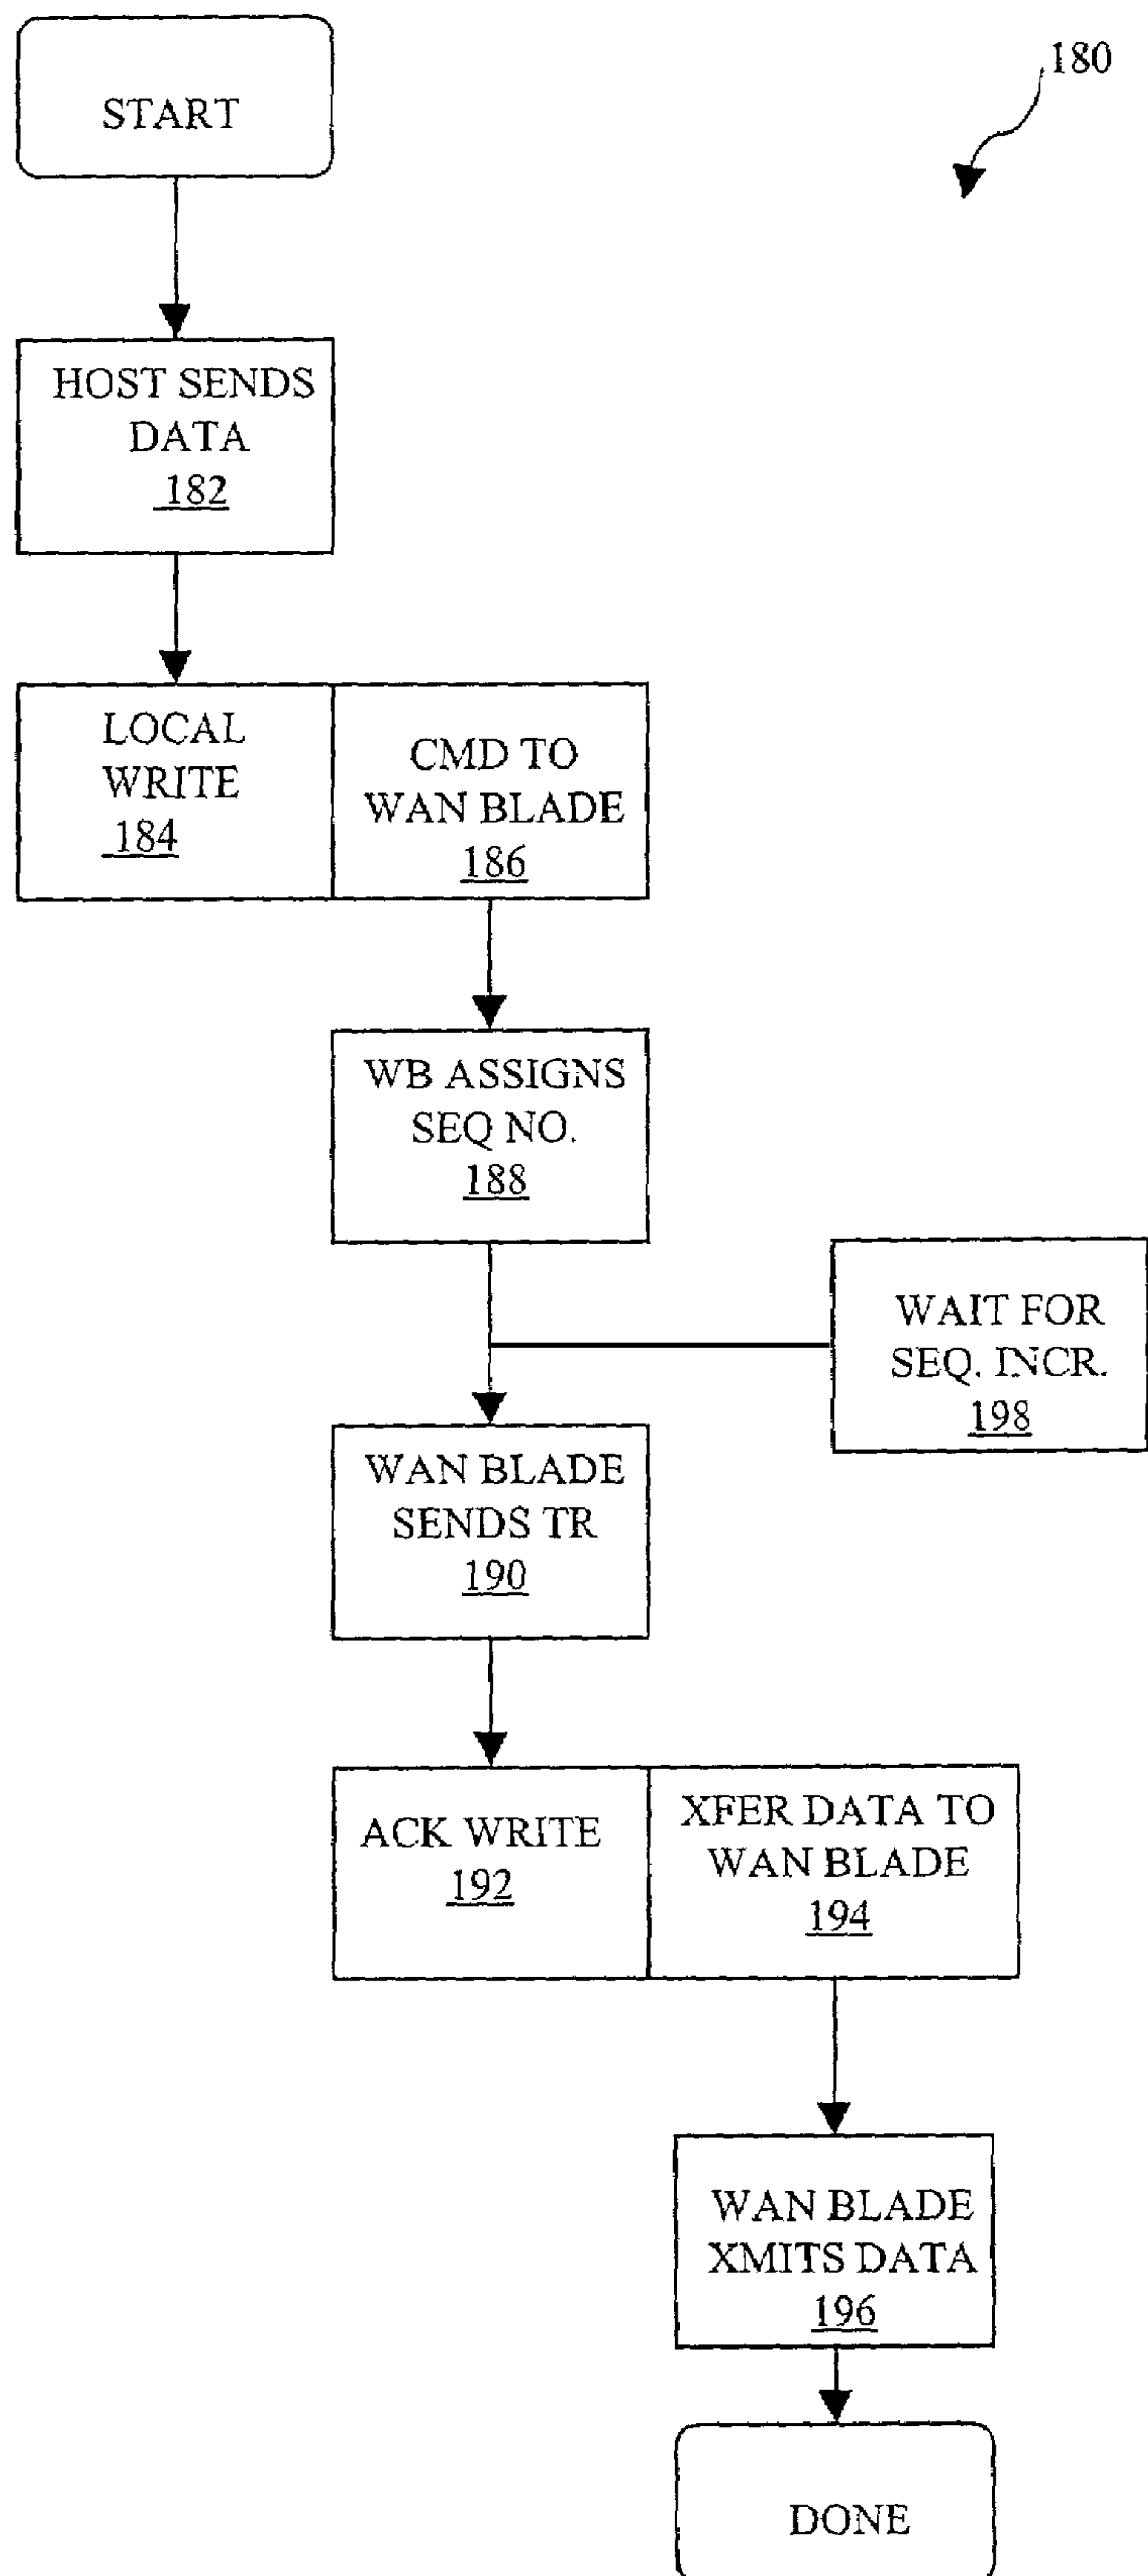 180
START
HOST SENDS
DATA
182
LOCAL
WRITE
184
CMD TO
WAN BLADE
186
WB ASSIGNS
SEQ NO.
188
WAIT FOR
SEQ. INCR.
198
WAN BLADE
SENDS TR
190
ACK WRITE
192
XFER DATA TO
WAN BLADE
194
WAN BLADE
XMITS DATA
196
DONE